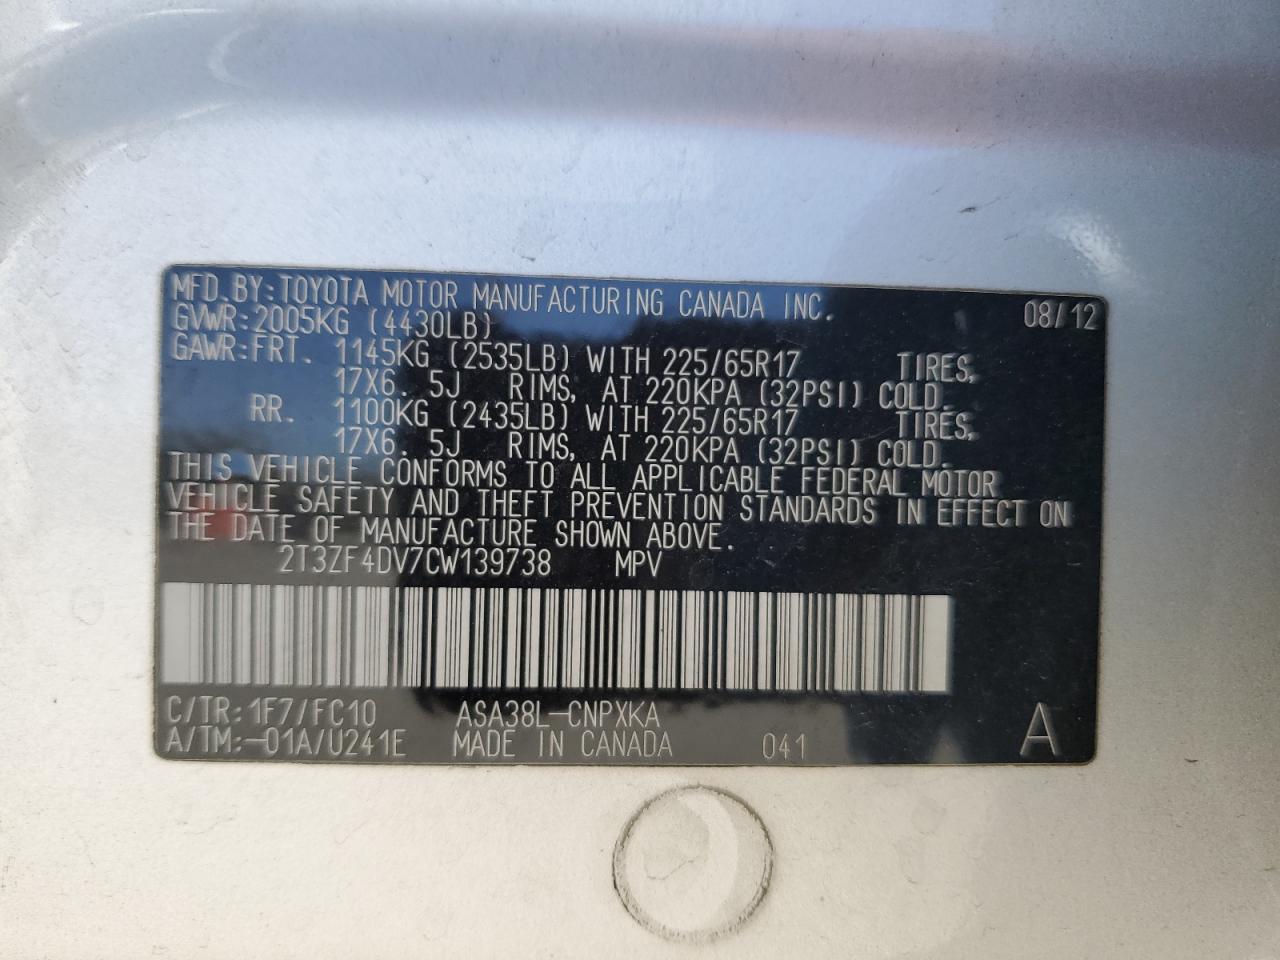 MFD.BY:TOYOTA MOTOR MANUFACTURING CANADA INC. 08/12
GVWR:2005KG (4430LB)
GAWR:FRT. 1145KG (2535LB) WITH 225/65R17 TIRES,
17X6.5J RIMS, AT 220KPA (32PSI) COLD.
RR. 1100KG (2435LB) WITH 225/65R17 TIRES,
17X6.5J RIMS, AT 220KPA (32PSI) COLD.
THIS VEHICLE CONFORMS TO ALL APPLICABLE FEDERAL MOTOR
VEHICLE SAFETY AND THEFT PREVENTION STANDARDS IN EFFECT ON
THE DATE OF MANUFACTURE SHOWN ABOVE.
2T3ZF4DV7CW139738 MPV
C/TR:1F7/FC10 ASA38L-CNPXKA
A/TM:-01A/U241E MADE IN CANADA 041 A